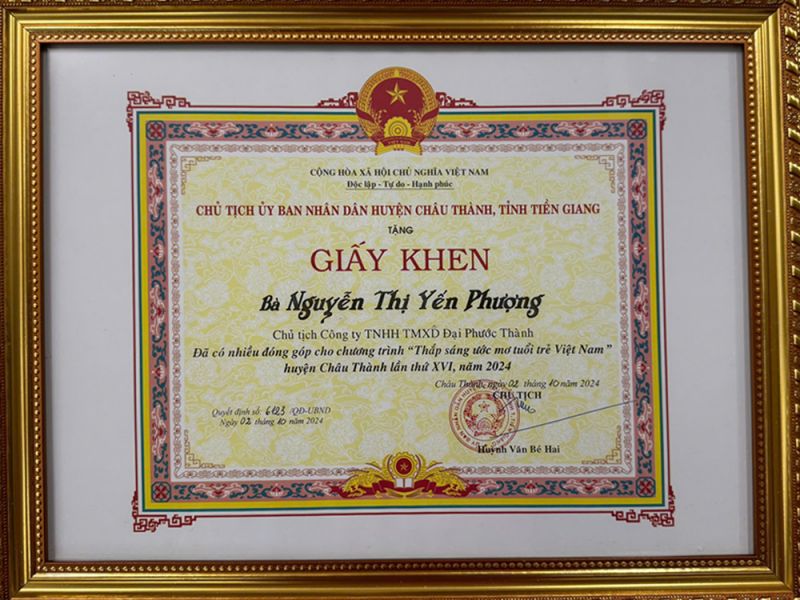 CỘNG HÒA XÃ HỘI CHỦ NGHĨA VIỆT NAM
Độc lập - Tự do - Hạnh phúc
CHỦ TỊCH ỦY BAN NHÂN DÂN HUYỆN CHÂU THÀNH, TỈNH TIỀN GIANG
TẶNG
GIẤY KHEN
Bà Nguyễn Thị Yến Phượng
Chủ tịch Công ty TNHH TMXD Đại Phước Thành
Đã có nhiều đóng góp cho chương trình “Thắp sáng ước mơ tuổi trẻ Việt Nam”
huyện Châu Thành lần thứ XVI, năm 2024
Châu Thành, ngày 02 tháng 10 năm 2024
CHỦ TỊCH
Quyết định số: 6123 /QĐ-UBND
Ngày 02 tháng 10 năm 2024
Huỳnh Văn Bé Hai